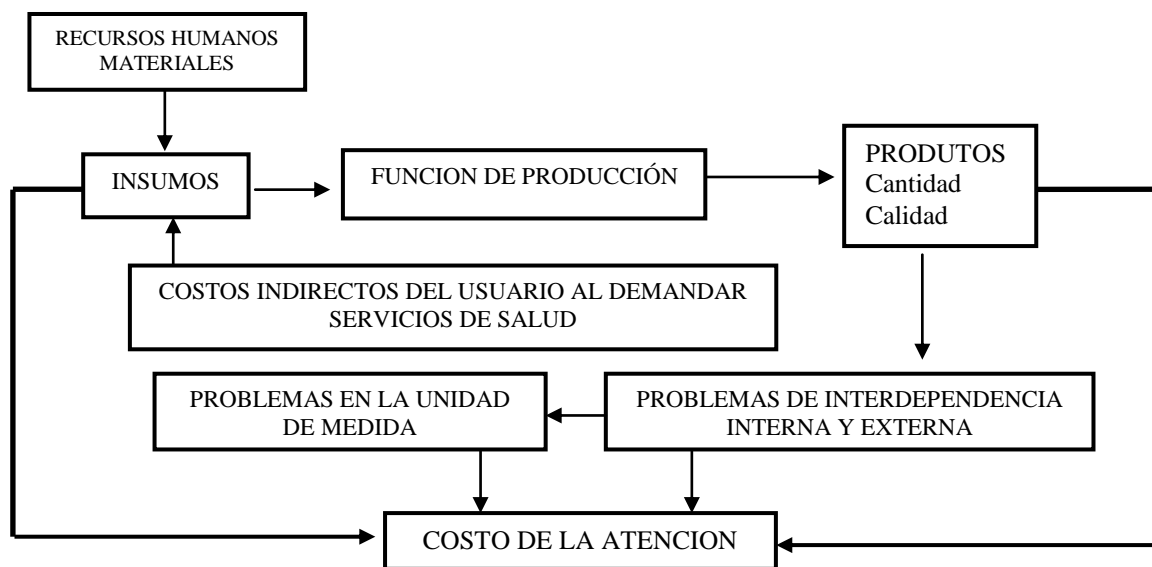 RECURSOS HUMANOS
MATERIALES
INSUMOS
FUNCION DE PRODUCCIÓN
PRODUTOS
Cantidad
Calidad
COSTOS INDIRECTOS DEL USUARIO AL DEMANDAR
SERVICIOS DE SALUD
PROBLEMAS EN LA UNIDAD
DE MEDIDA
PROBLEMAS DE INTERDEPENDENCIA
INTERNA Y EXTERNA
COSTO DE LA ATENCION